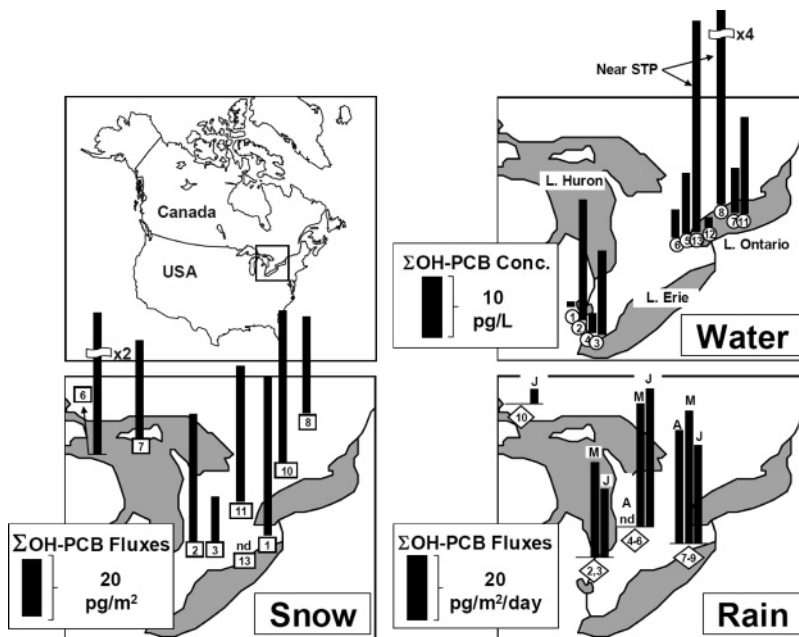 x4
Near STP
Canada
USA
L. Huron
8
7
11
6
5
13
12
L. Ontario
ΣOH-PCB Conc.
10
pg/L
L. Erie
1
2
4
3
Water
x2
6
7
8
10
11
2
3
nd
13
1
ΣOH-PCB Fluxes
20
pg/m²
Snow
J
10
M
J
A
M
J
M
J
A
nd
4-6
2,3
7-9
ΣOH-PCB Fluxes
20
pg/m²/day
Rain